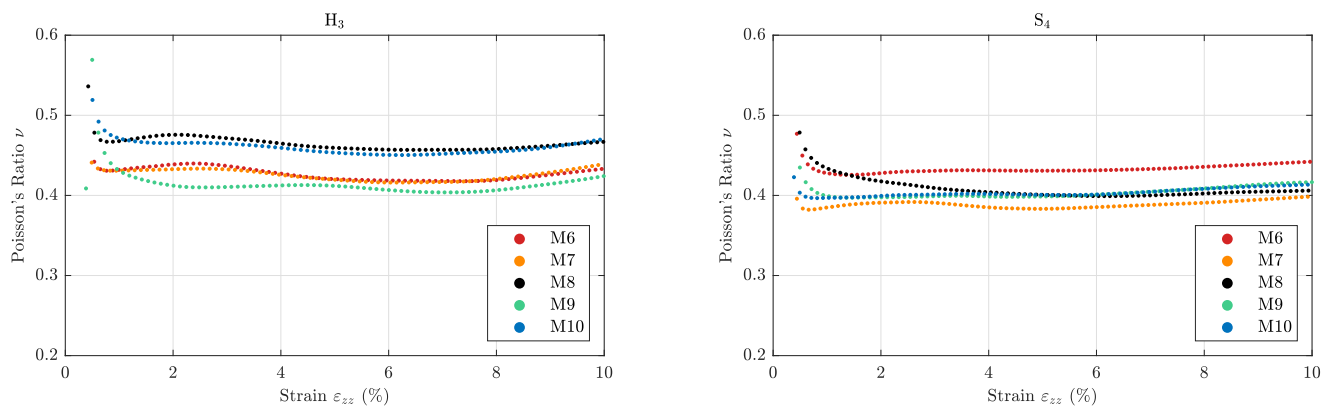 H₃
0.6
0.5
0.4
0.3
0.2
Poisson's Ratio ν
0 2 4 6 8 10
Strain εzz (%)
M6
M7
M8
M9
M10
S₄
0.6
0.5
0.4
0.3
0.2
Poisson's Ratio ν
0 2 4 6 8 10
Strain εzz (%)
M6
M7
M8
M9
M10